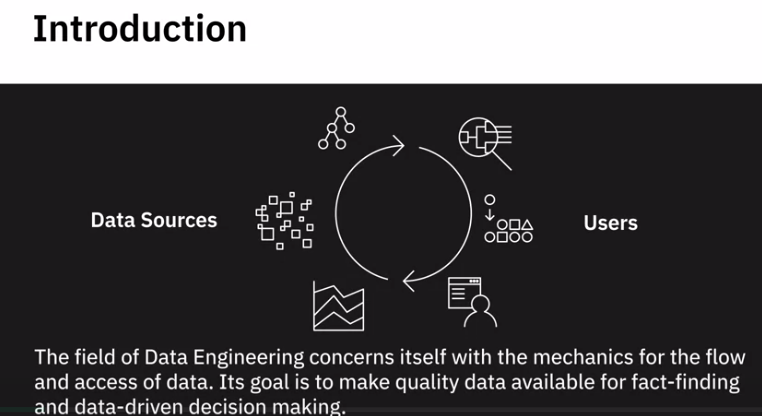 Introduction
Data Sources
Users
The field of Data Engineering concerns itself with the mechanics for the flow
and access of data. Its goal is to make quality data available for fact-finding
and data-driven decision making.